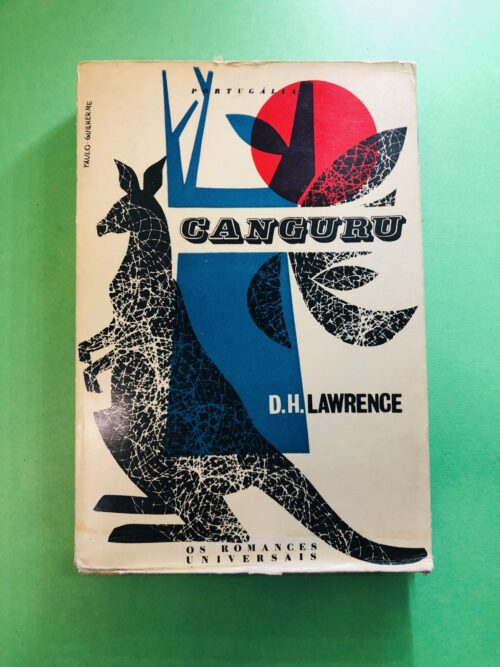 PORTUGÁLIA
PAULO-GUILHERME
CANGURU
D.H. LAWRENCE
OS ROMANCES
UNIVERSAIS